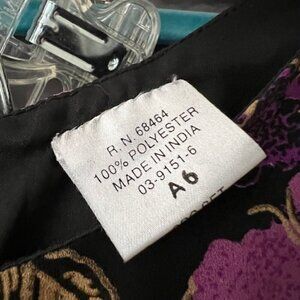 R. N. 68464
100% POLYESTER
MADE IN INDIA
03-9151-6
A6